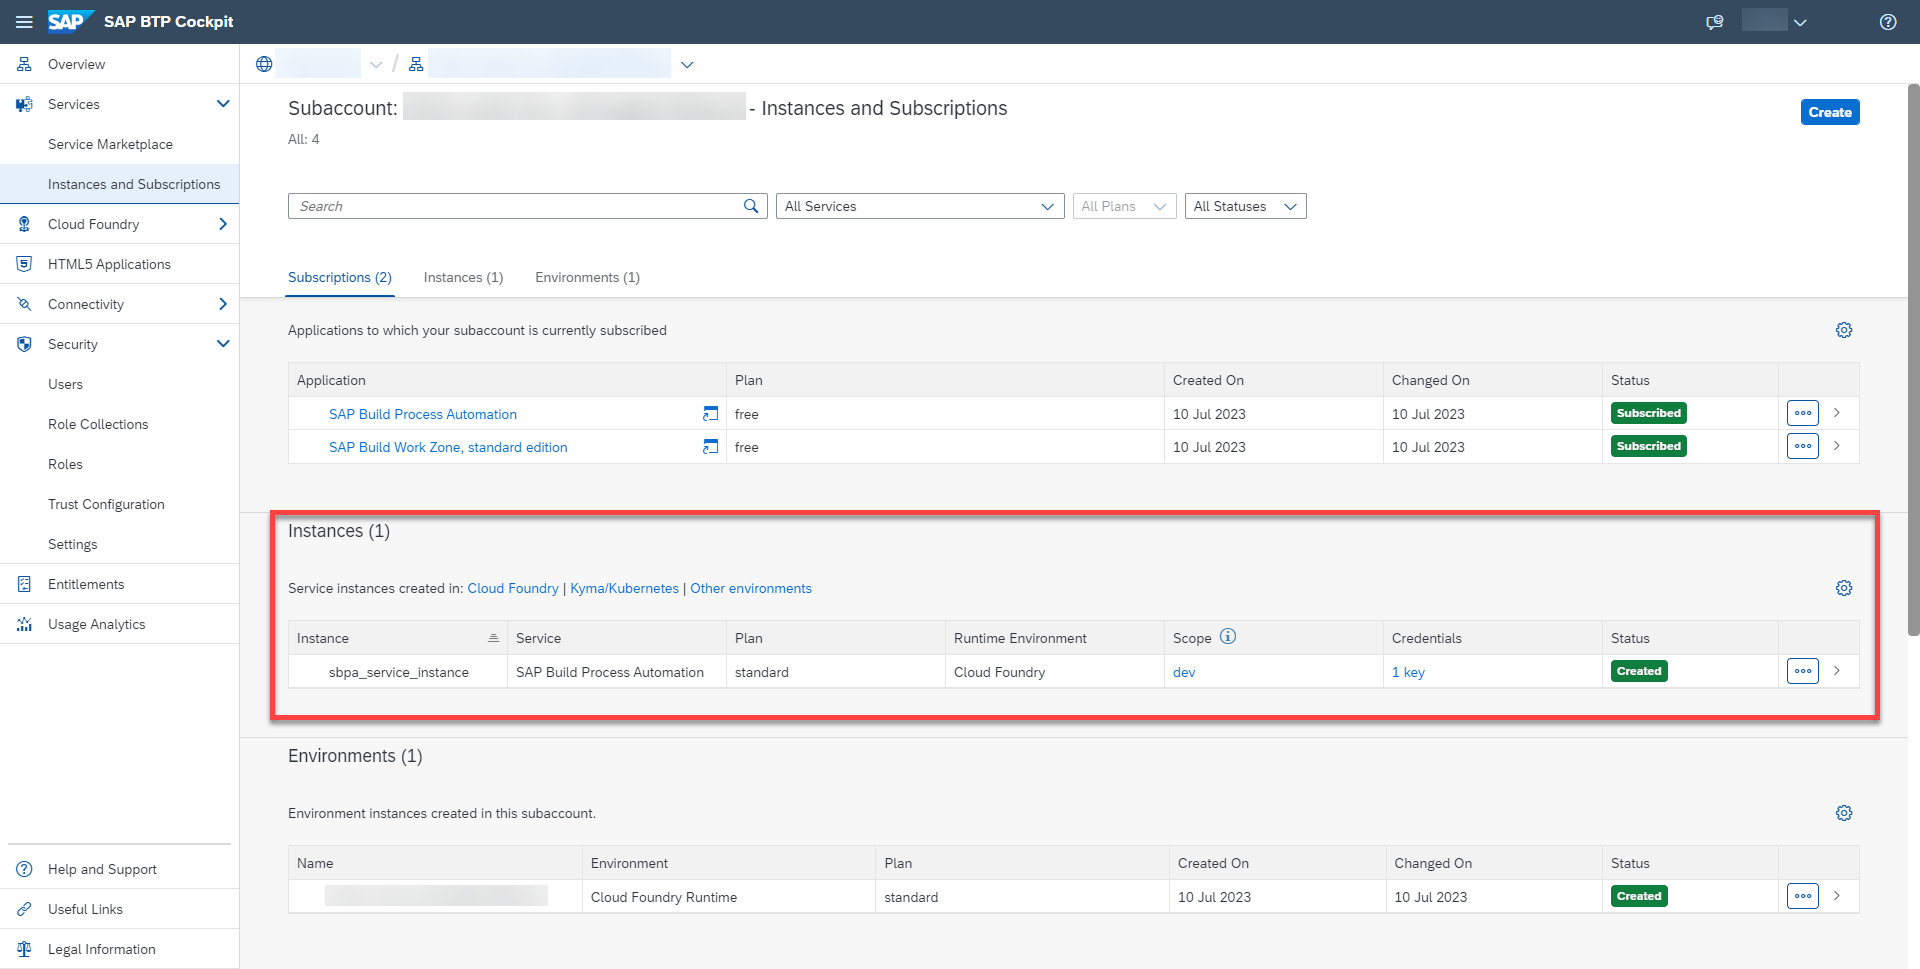 SAP SAP BTP Cockpit
Overview
Services
Service Marketplace
Instances and Subscriptions
Cloud Foundry
HTML5 Applications
Connectivity
Security
Users
Role Collections
Roles
Trust Configuration
Settings
Entitlements
Usage Analytics
Help and Support
Useful Links
Legal Information
/
Subaccount: - Instances and Subscriptions
Create
All: 4
Search All Services All Plans All Statuses
Subscriptions (2) Instances (1) Environments (1)
Applications to which your subaccount is currently subscribed
Application Plan Created On Changed On Status
SAP Build Process Automation free 10 Jul 2023 10 Jul 2023 Subscribed
SAP Build Work Zone, standard edition free 10 Jul 2023 10 Jul 2023 Subscribed
Instances (1)
Service instances created in: Cloud Foundry | Kyma/Kubernetes | Other environments
Instance Service Plan Runtime Environment Scope Credentials Status
sbpa_service_instance SAP Build Process Automation standard Cloud Foundry dev 1 key Created
Environments (1)
Environment instances created in this subaccount.
Name Environment Plan Created On Changed On Status
Cloud Foundry Runtime standard 10 Jul 2023 10 Jul 2023 Created